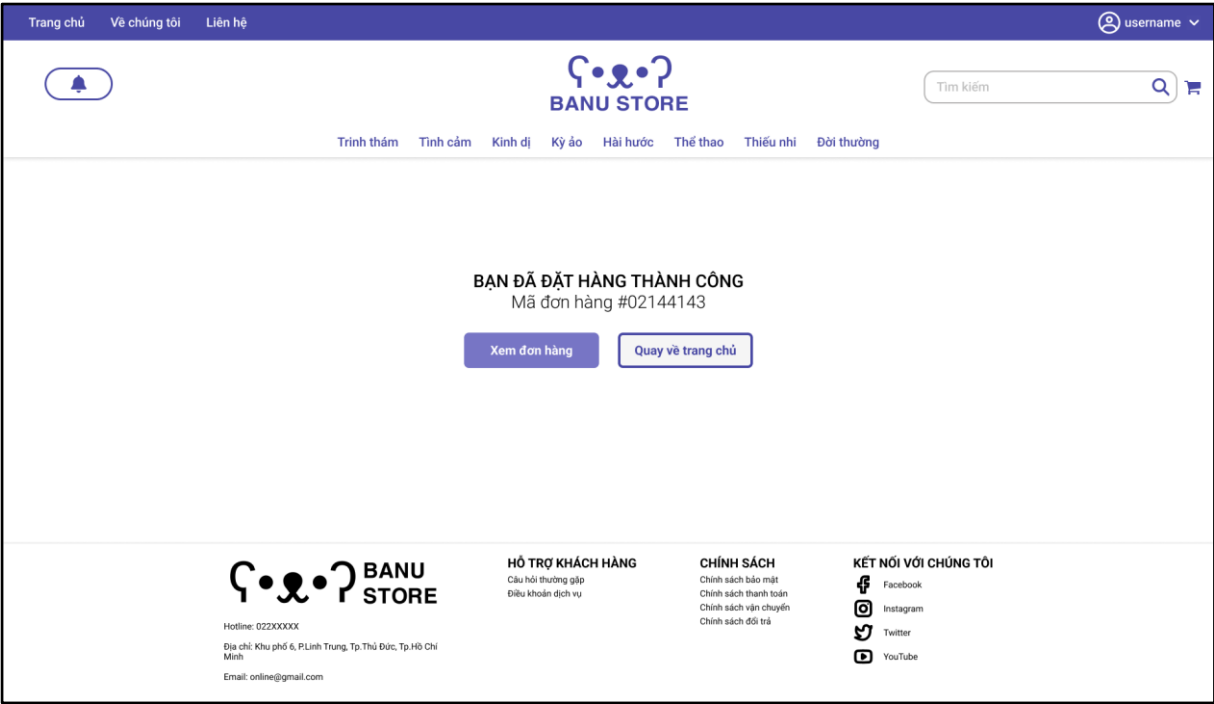 Trang chủ Về chúng tôi Liên hệ username
ʕ•ᴥ•ʔ
BANU STORE
Tìm kiếm
Trinh thám Tình cảm Kinh dị Kỳ ảo Hài hước Thể thao Thiếu nhi Đời thường
BẠN ĐÃ ĐẶT HÀNG THÀNH CÔNG
Mã đơn hàng #02144143
Xem đơn hàng Quay về trang chủ
ʕ•ᴥ•ʔ BANU
STORE
Hotline: 022XXXXX
Địa chỉ: Khu phố 6, P.Linh Trung, Tp.Thủ Đức, Tp.Hồ Chí
Minh
Email: online@gmail.com
HỖ TRỢ KHÁCH HÀNG
Câu hỏi thường gặp
Điều khoản dịch vụ
CHÍNH SÁCH
Chính sách bảo mật
Chính sách thanh toán
Chính sách vận chuyển
Chính sách đổi trả
KẾT NỐI VỚI CHÚNG TÔI
Facebook
Instagram
Twitter
YouTube